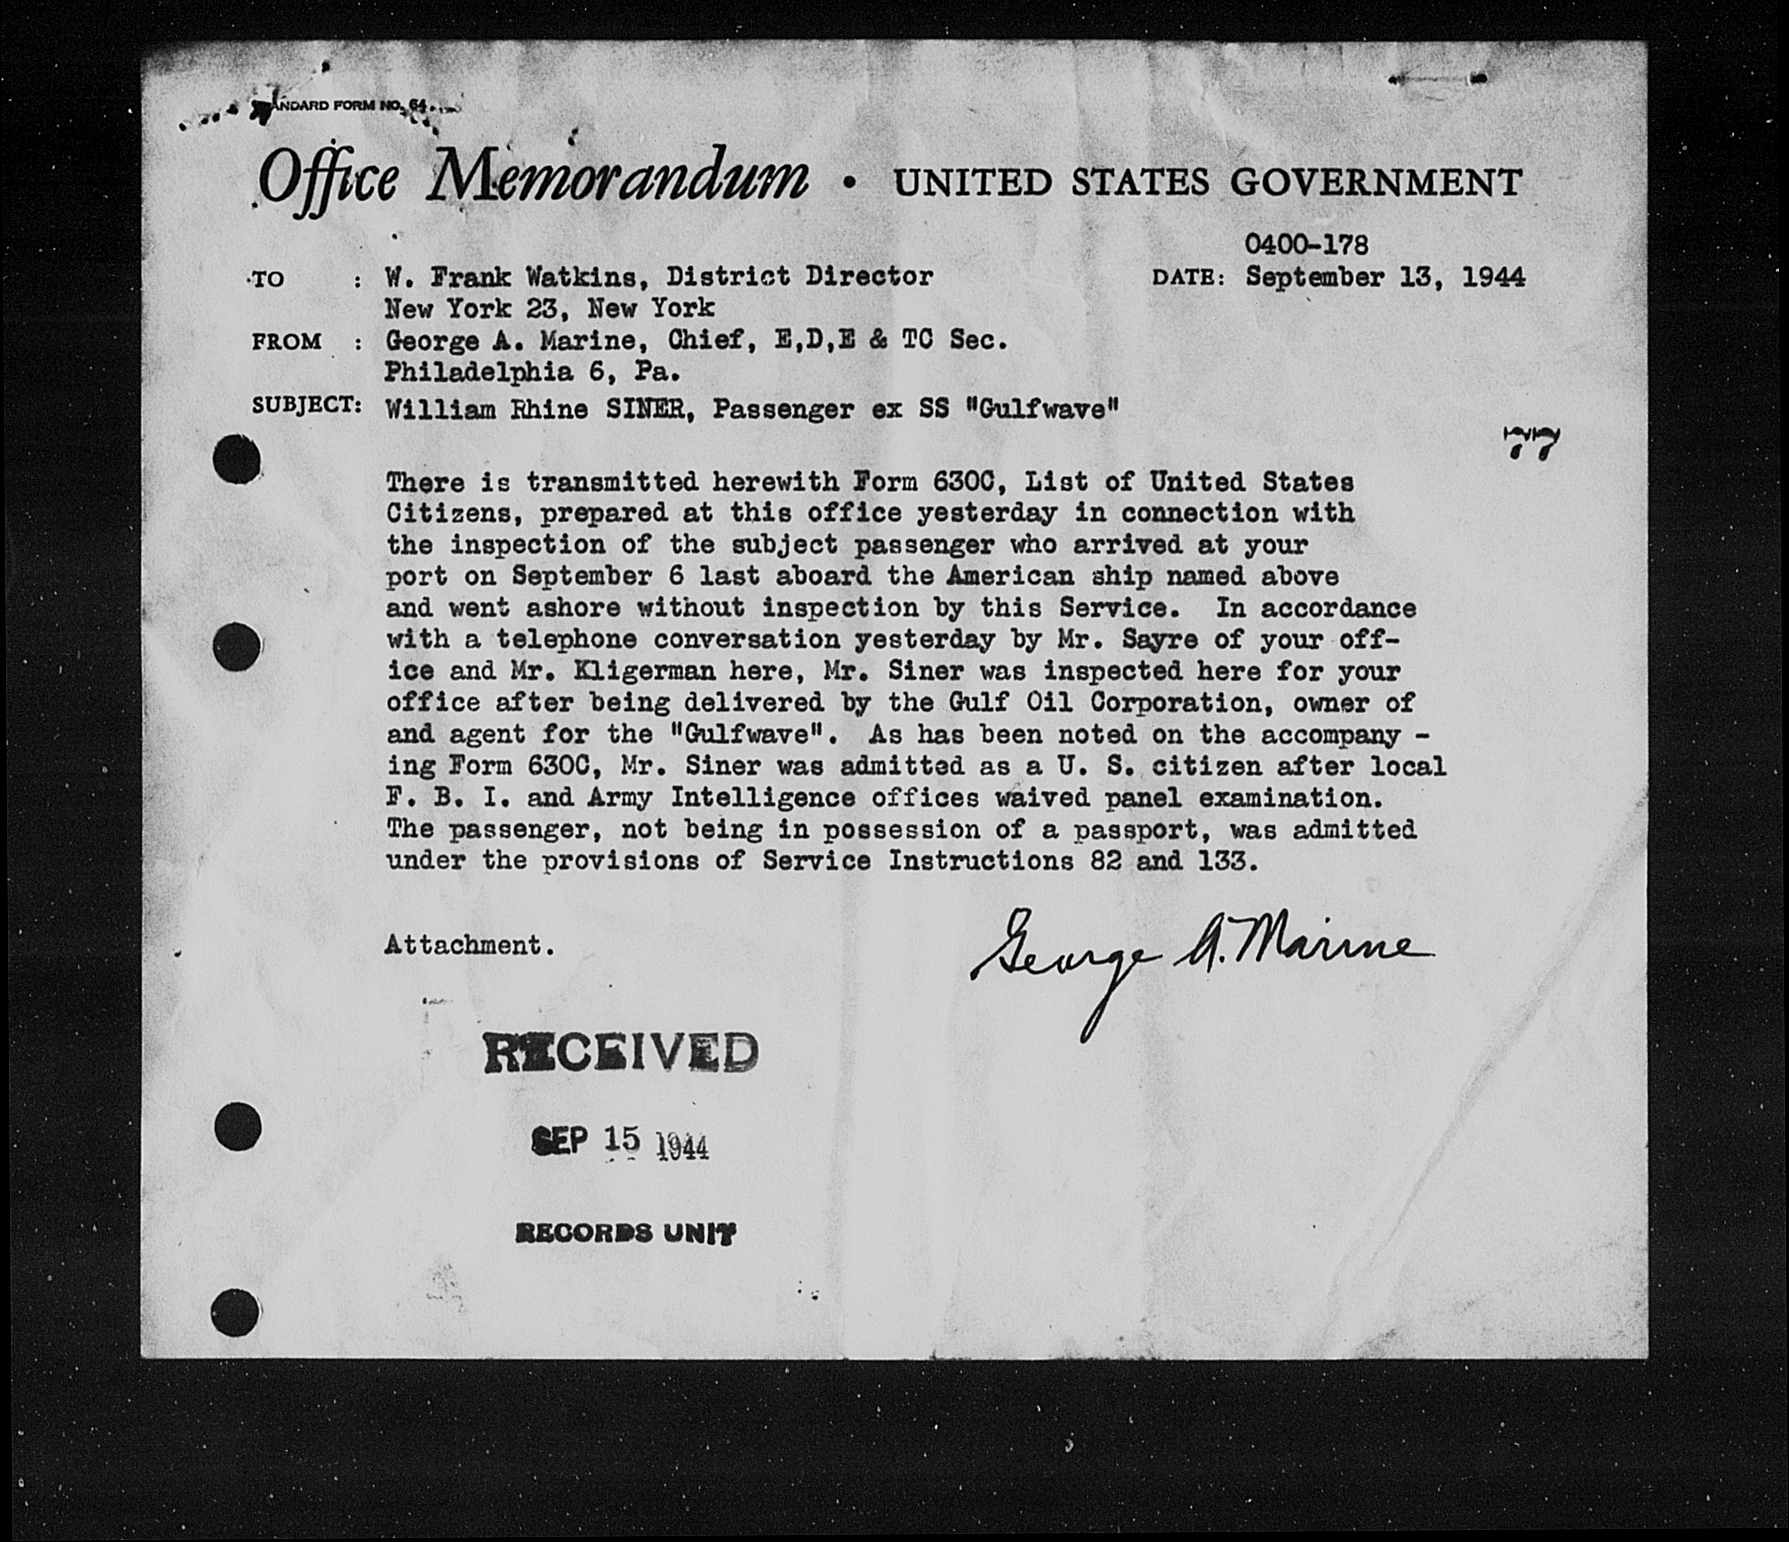 STANDARD FORM NO. 64
Office Memorandum • UNITED STATES GOVERNMENT
0400-178
TO : W. Frank Watkins, District Director DATE: September 13, 1944
New York 23, New York
FROM : George A. Marine, Chief, E,D,E & TC Sec.
Philadelphia 6, Pa.
SUBJECT: William Rhine SINER, Passenger ex SS "Gulfwave"
77
There is transmitted herewith Form 630C, List of United States
Citizens, prepared at this office yesterday in connection with
the inspection of the subject passenger who arrived at your
port on September 6 last aboard the American ship named above
and went ashore without inspection by this Service. In accordance
with a telephone conversation yesterday by Mr. Sayre of your off-
ice and Mr. Kligerman here, Mr. Siner was inspected here for your
office after being delivered by the Gulf Oil Corporation, owner of
and agent for the "Gulfwave". As has been noted on the accompany -
ing Form 630C, Mr. Siner was admitted as a U. S. citizen after local
F. B. I. and Army Intelligence offices waived panel examination.
The passenger, not being in possession of a passport, was admitted
under the provisions of Service Instructions 82 and 133.
Attachment.
George A. Marine
RECEIVED
SEP 15 1944
RECORDS UNIT